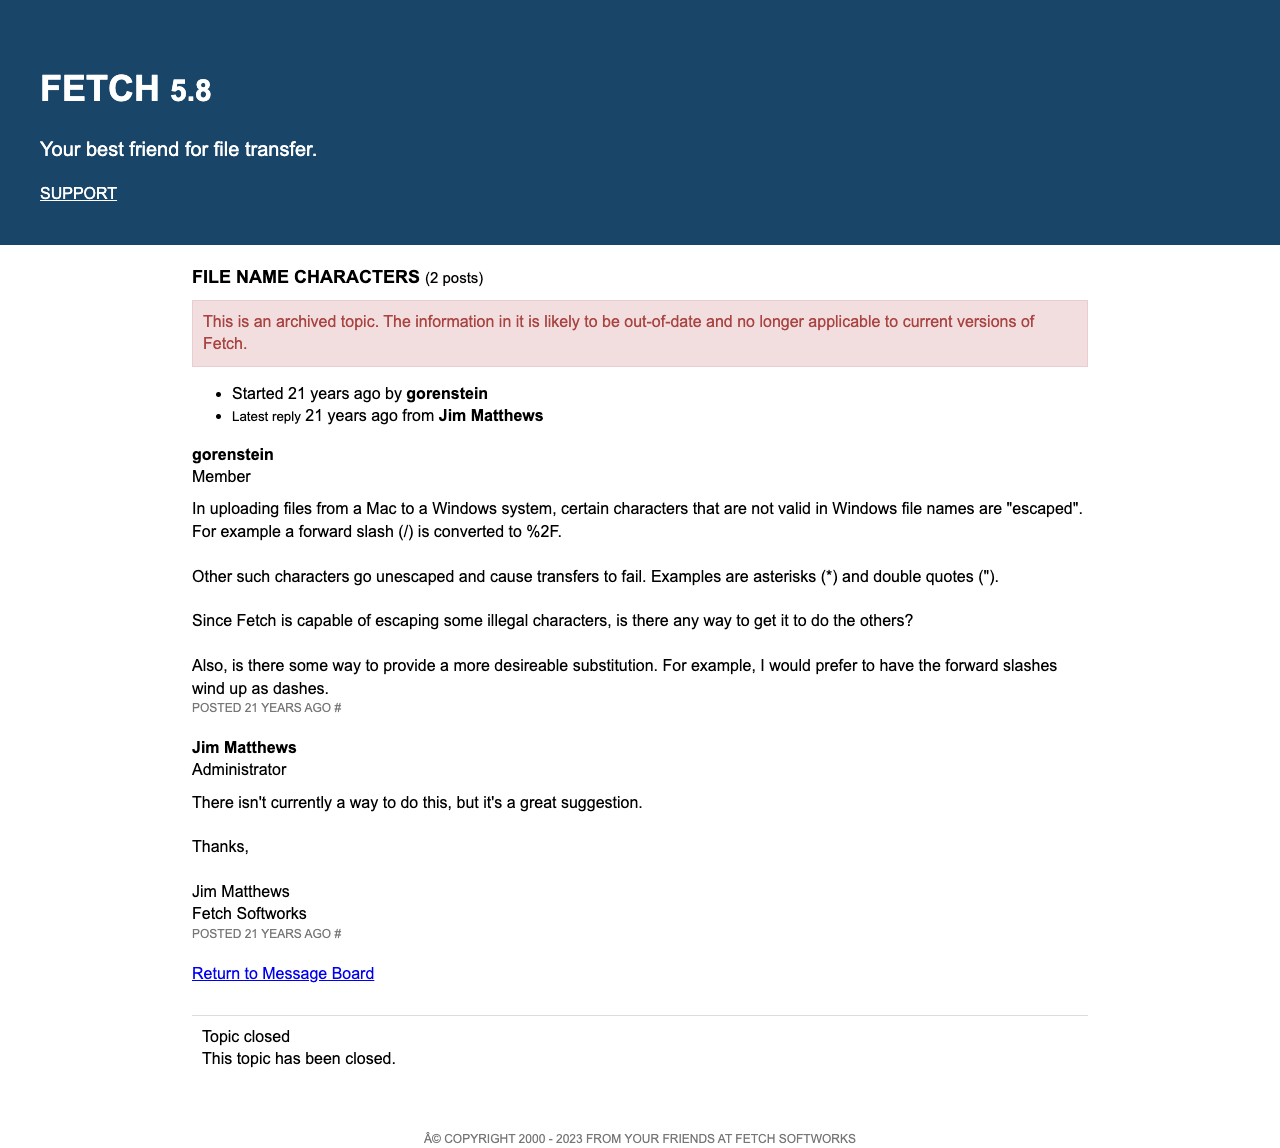 FETCH 5.8
Your best friend for file transfer.
SUPPORT
FILE NAME CHARACTERS (2 posts)
This is an archived topic. The information in it is likely to be out-of-date and no longer applicable to current versions of
Fetch.
• Started 21 years ago by gorenstein
• Latest reply 21 years ago from Jim Matthews
gorenstein
Member
In uploading files from a Mac to a Windows system, certain characters that are not valid in Windows file names are "escaped".
For example a forward slash (/) is converted to %2F.
Other such characters go unescaped and cause transfers to fail. Examples are asterisks (*) and double quotes (").
Since Fetch is capable of escaping some illegal characters, is there any way to get it to do the others?
Also, is there some way to provide a more desireable substitution. For example, I would prefer to have the forward slashes
wind up as dashes.
POSTED 21 YEARS AGO #
Jim Matthews
Administrator
There isn't currently a way to do this, but it's a great suggestion.
Thanks,
Jim Matthews
Fetch Softworks
POSTED 21 YEARS AGO #
Return to Message Board
Topic closed
This topic has been closed.
Â© COPYRIGHT 2000 - 2023 FROM YOUR FRIENDS AT FETCH SOFTWORKS